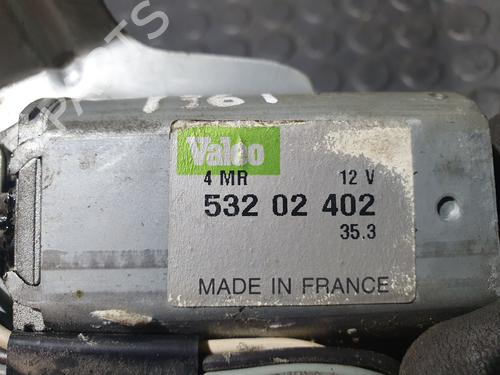 Valeo
4 MR 12 V
532 02 402
35.3
MADE IN FRANCE